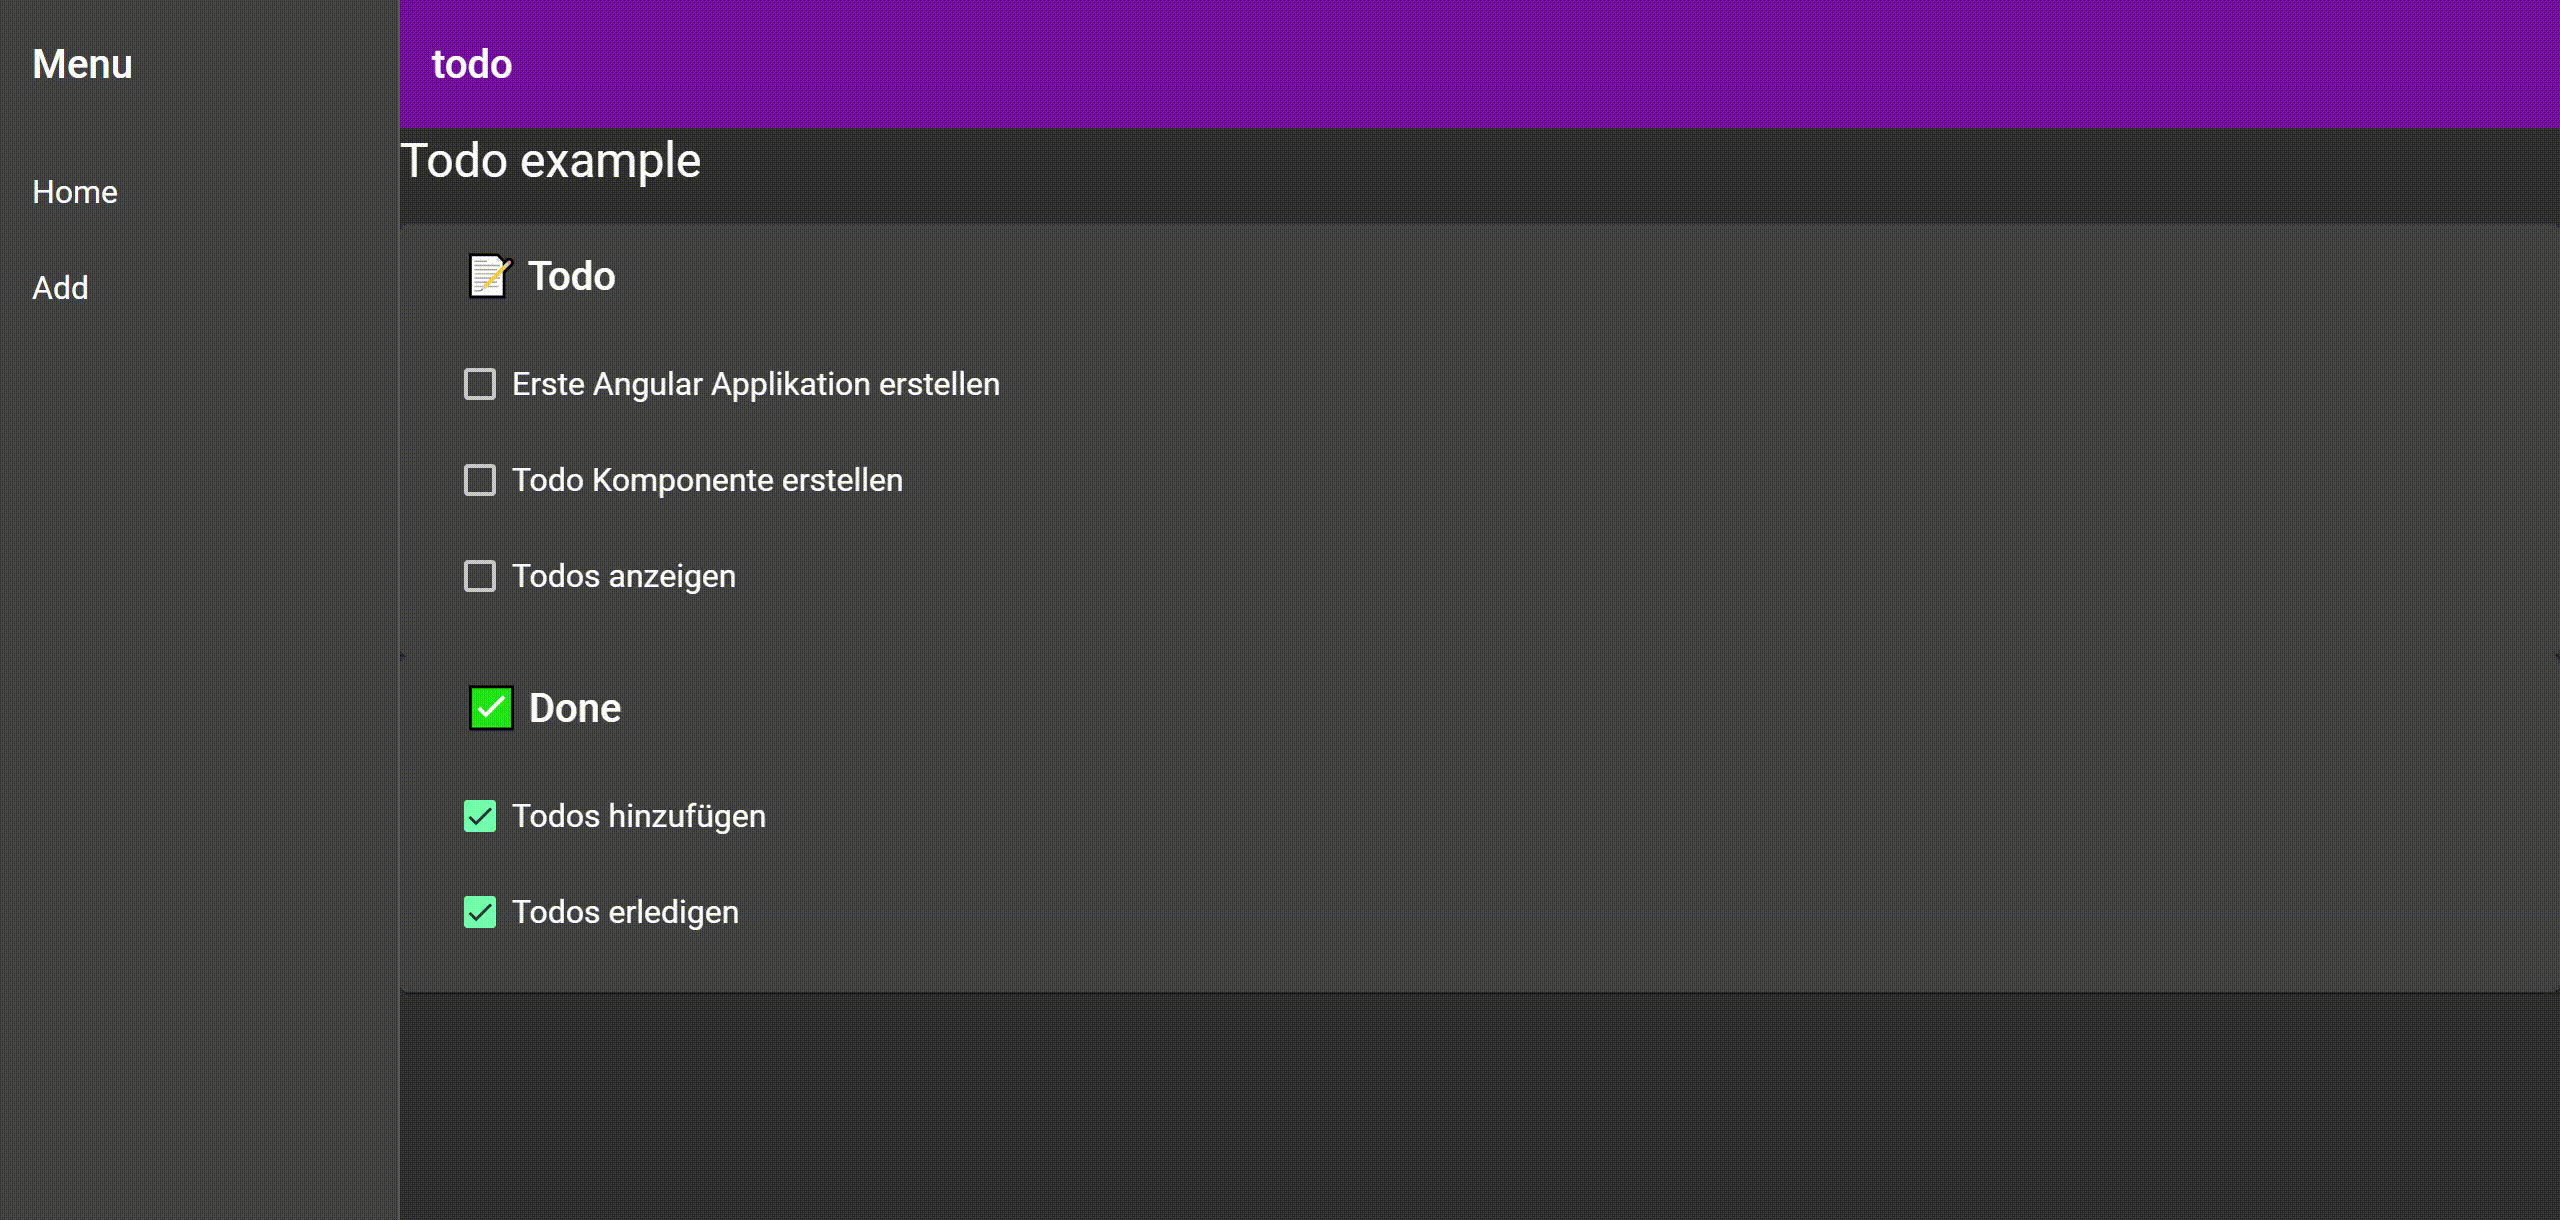 Menu
Home
Add
todo
Todo example
📝 Todo
Erste Angular Applikation erstellen
Todo Komponente erstellen
Todos anzeigen
✅ Done
Todos hinzufügen
Todos erledigen